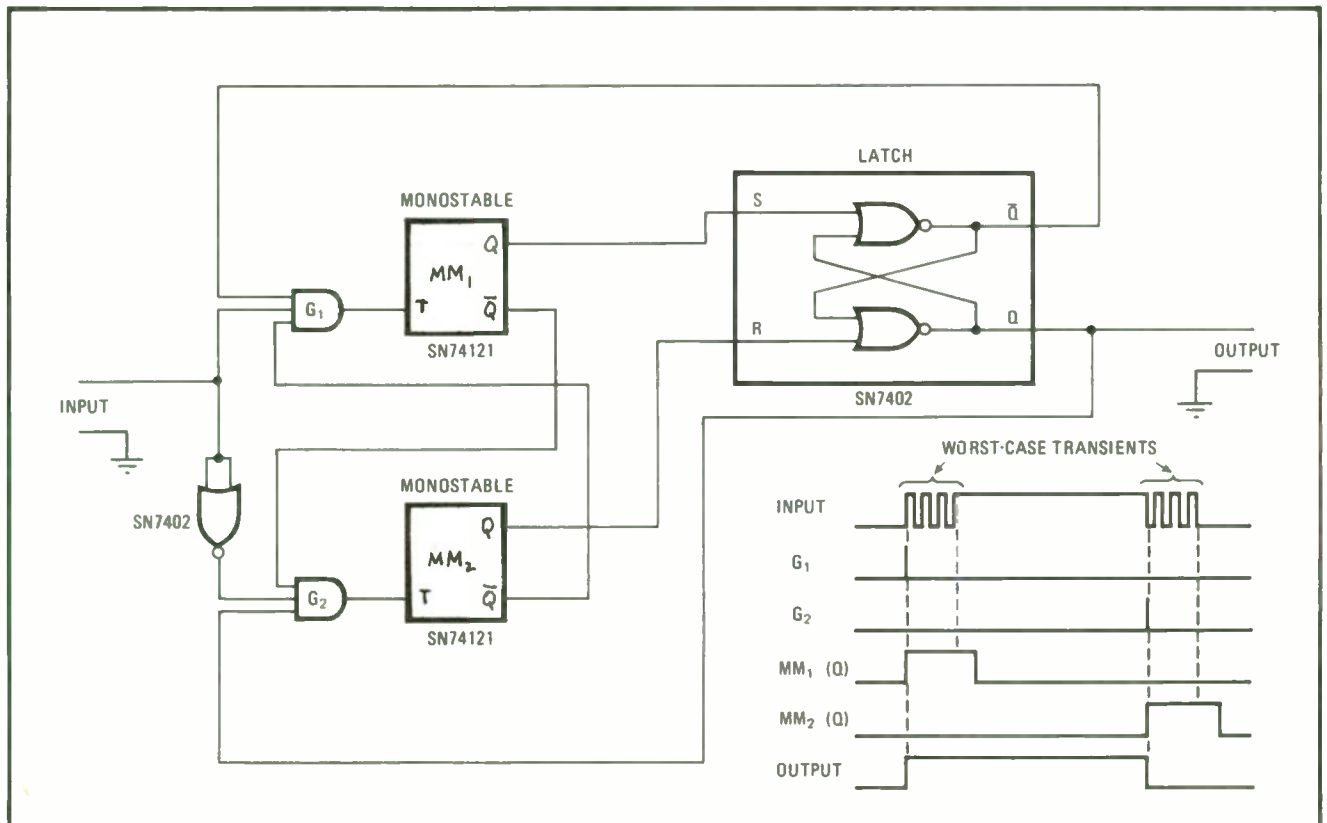 LATCH
MONOSTABLE
S
Q̅
Q
MM₁
G₁
T
Q̅
R
Q
SN74121
OUTPUT
INPUT
SN7402
WORST-CASE TRANSIENTS
MONOSTABLE
INPUT
SN7402
Q
G₁
MM₂
G₂
T
Q̅
G₂
SN74121
MM₁ (Q)
MM₂ (Q)
OUTPUT